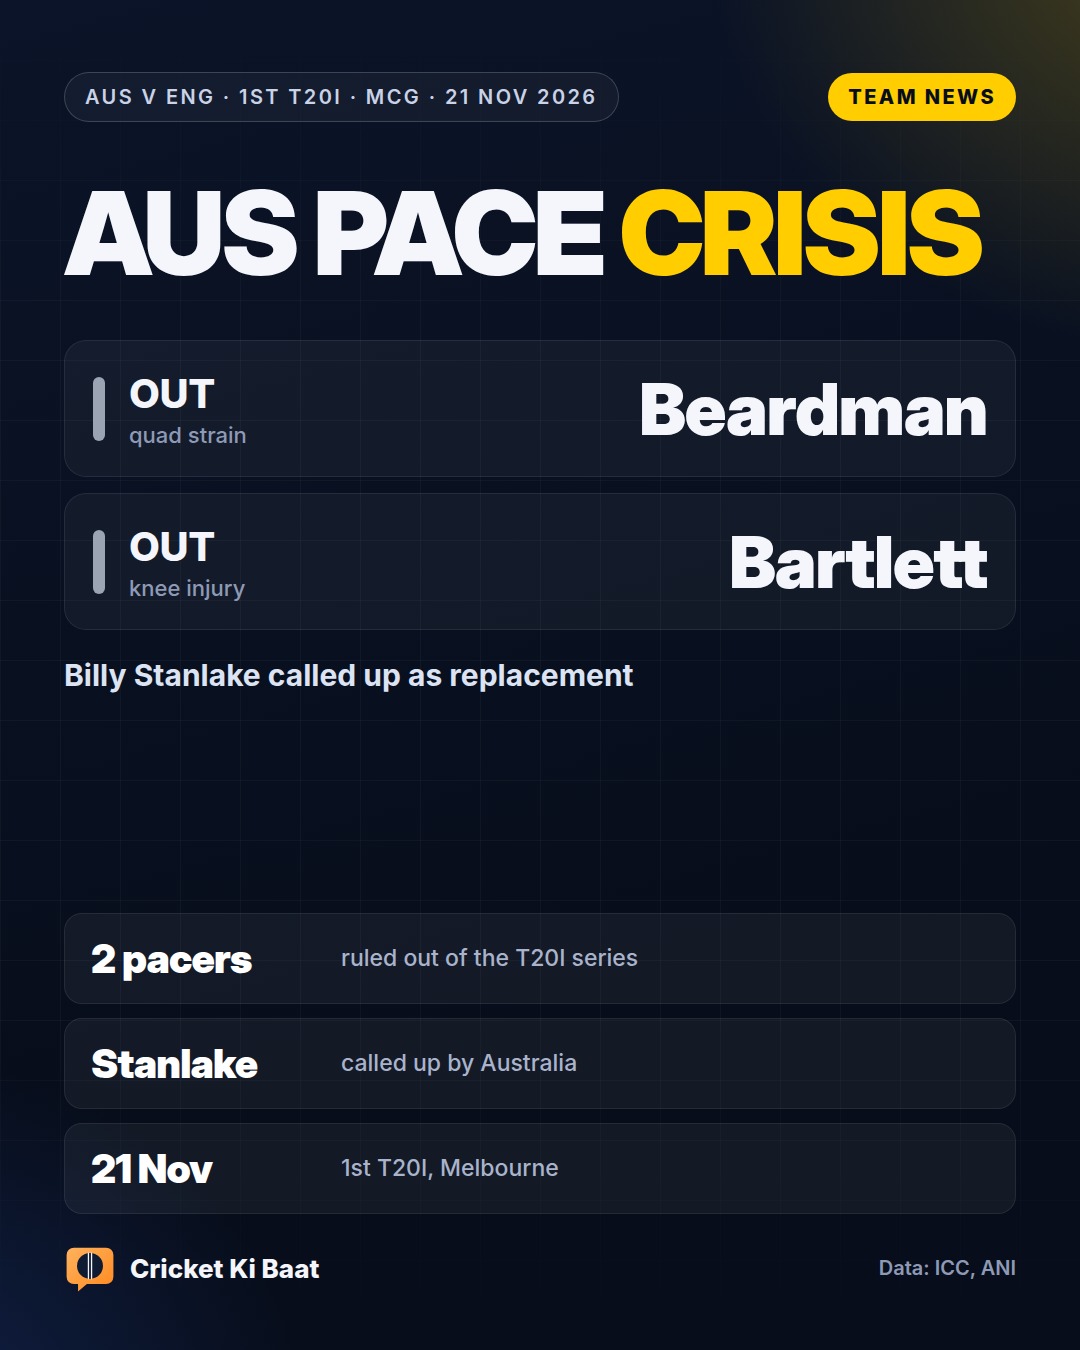 AUS V ENG · 1ST T20I · MCG · 21 NOV 2026
TEAM NEWS
AUS PACE CRISIS
OUT
quad strain
Beardman
OUT
knee injury
Bartlett
Billy Stanlake called up as replacement
2 pacers
ruled out of the T20I series
Stanlake
called up by Australia
21 Nov
1st T20I, Melbourne
Cricket Ki Baat
Data: ICC, ANI